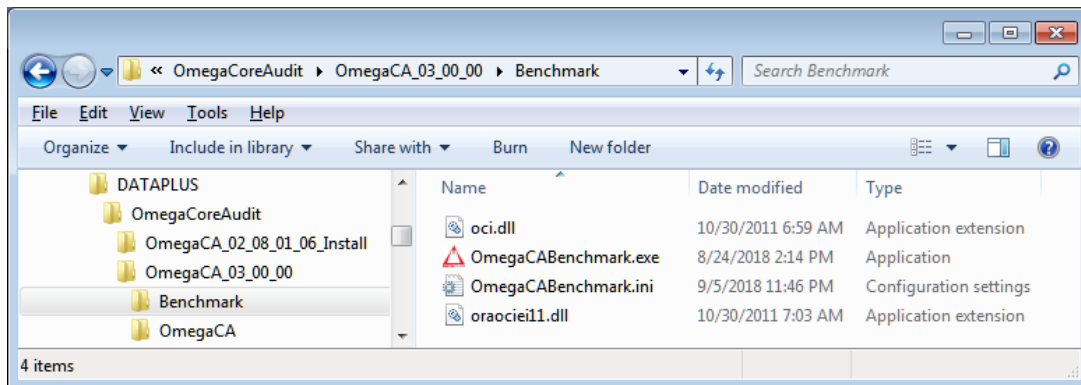 « OmegaCoreAudit ▸ OmegaCA_03_00_00 ▸ Benchmark Search Benchmark
File Edit View Tools Help
Organize Include in library Share with Burn New folder
DATAPLUS
OmegaCoreAudit
OmegaCA_02_08_01_06_Install
OmegaCA_03_00_00
Benchmark
OmegaCA
Name Date modified Type
oci.dll 10/30/2011 6:59 AM Application extension
OmegaCABenchmark.exe 8/24/2018 2:14 PM Application
OmegaCABenchmark.ini 9/5/2018 11:46 PM Configuration settings
oraociei11.dll 10/30/2011 7:03 AM Application extension
4 items